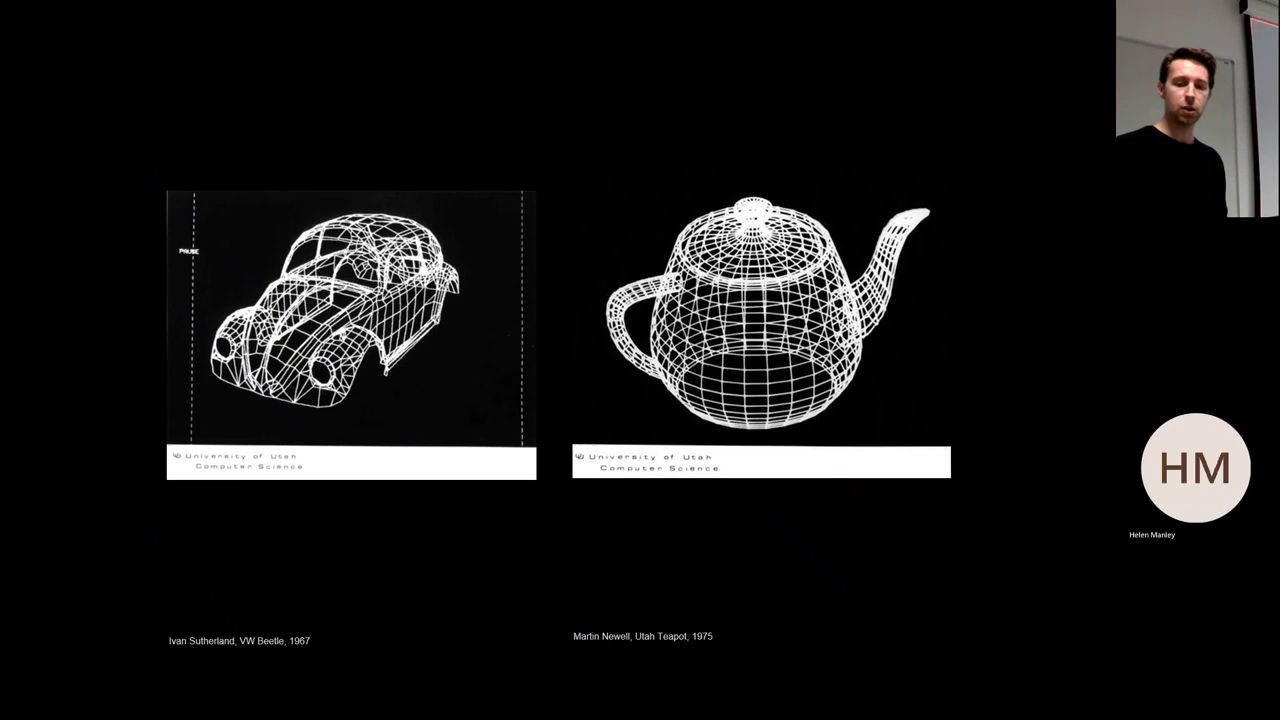 PAUSE
University of Utah
Computer Science
University of Utah
Computer Science
Ivan Sutherland, VW Beetle, 1967
Martin Newell, Utah Teapot, 1975
HM
Helen Manley